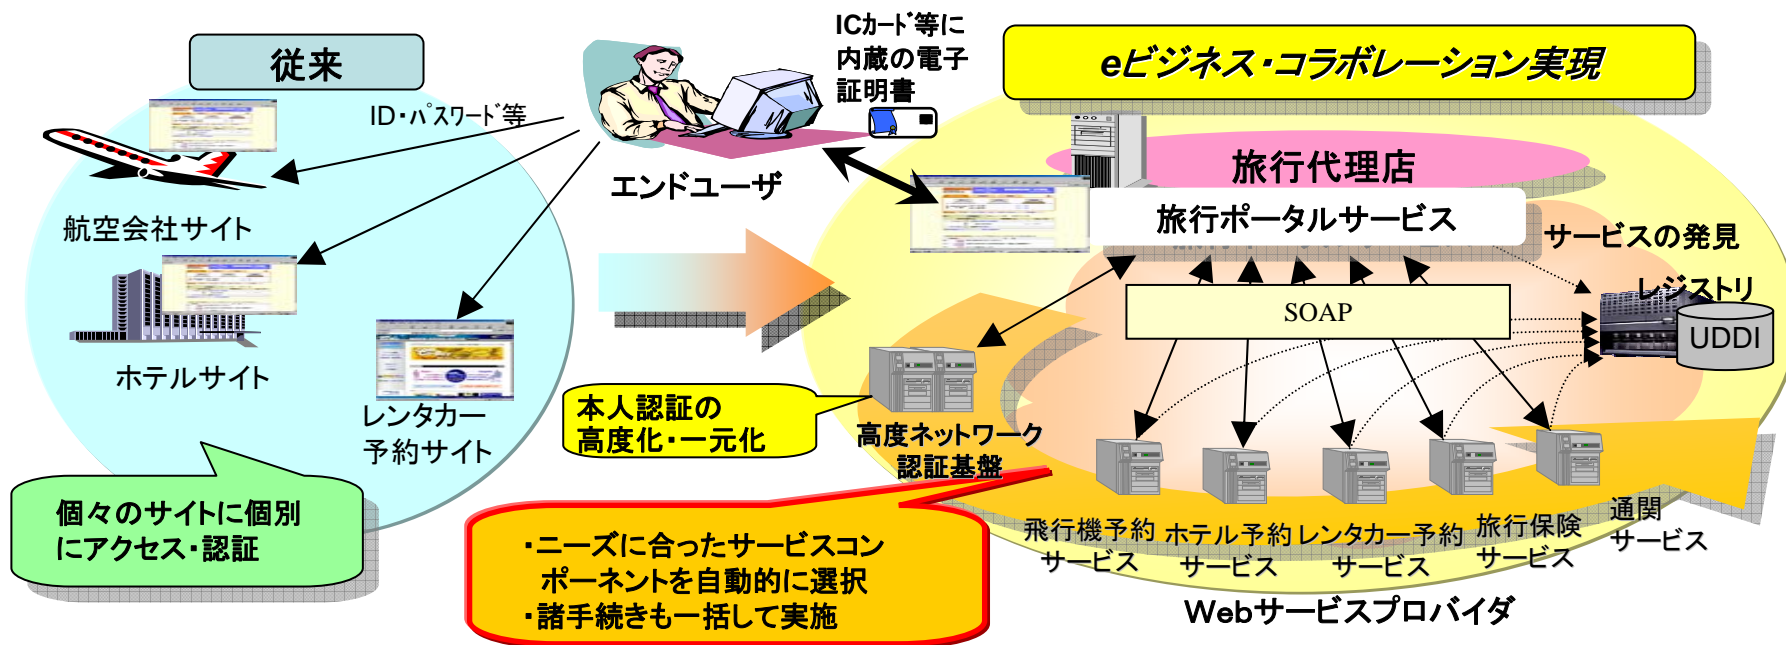 従来
ID・パスワード等
航空会社サイト
ホテルサイト
レンタカー
予約サイト
個々のサイトに個別
にアクセス・認証
エンドユーザ
ICカード等に
内蔵の電子
証明書
eビジネス・コラボレーション実現
旅行代理店
旅行ポータルサービス
サービスの発見
レジストリ
UDDI
SOAP
本人認証の
高度化・一元化
高度ネットワーク
認証基盤
・ニーズに合ったサービスコン
ポーネントを自動的に選択
・諸手続きも一括して実施
飛行機予約
サービス
ホテル予約
サービス
レンタカー予約
サービス
旅行保険
サービス
通関
サービス
Webサービスプロバイダ